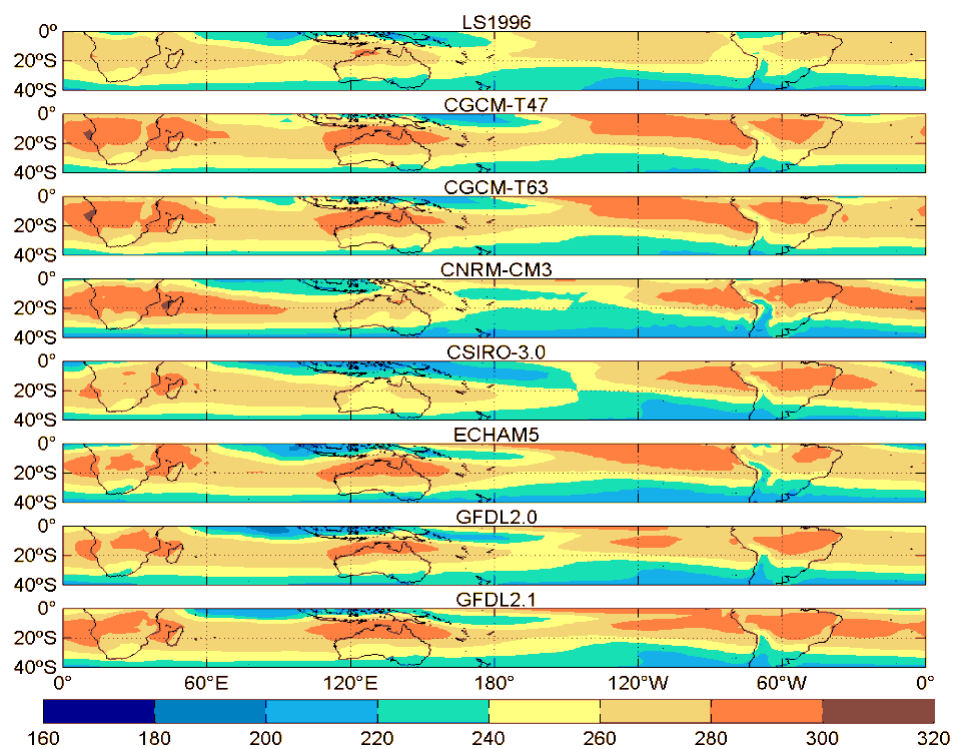 LS1996
0°
20°S
40°S
CGCM-T47
0°
20°S
40°S
CGCM-T63
0°
20°S
40°S
CNRM-CM3
0°
20°S
40°S
CSIRO-3.0
0°
20°S
40°S
ECHAM5
0°
20°S
40°S
GFDL2.0
0°
20°S
40°S
GFDL2.1
0°
20°S
40°S
0° 60°E 120°E 180° 120°W 60°W 0°
160 180 200 220 240 260 280 300 320